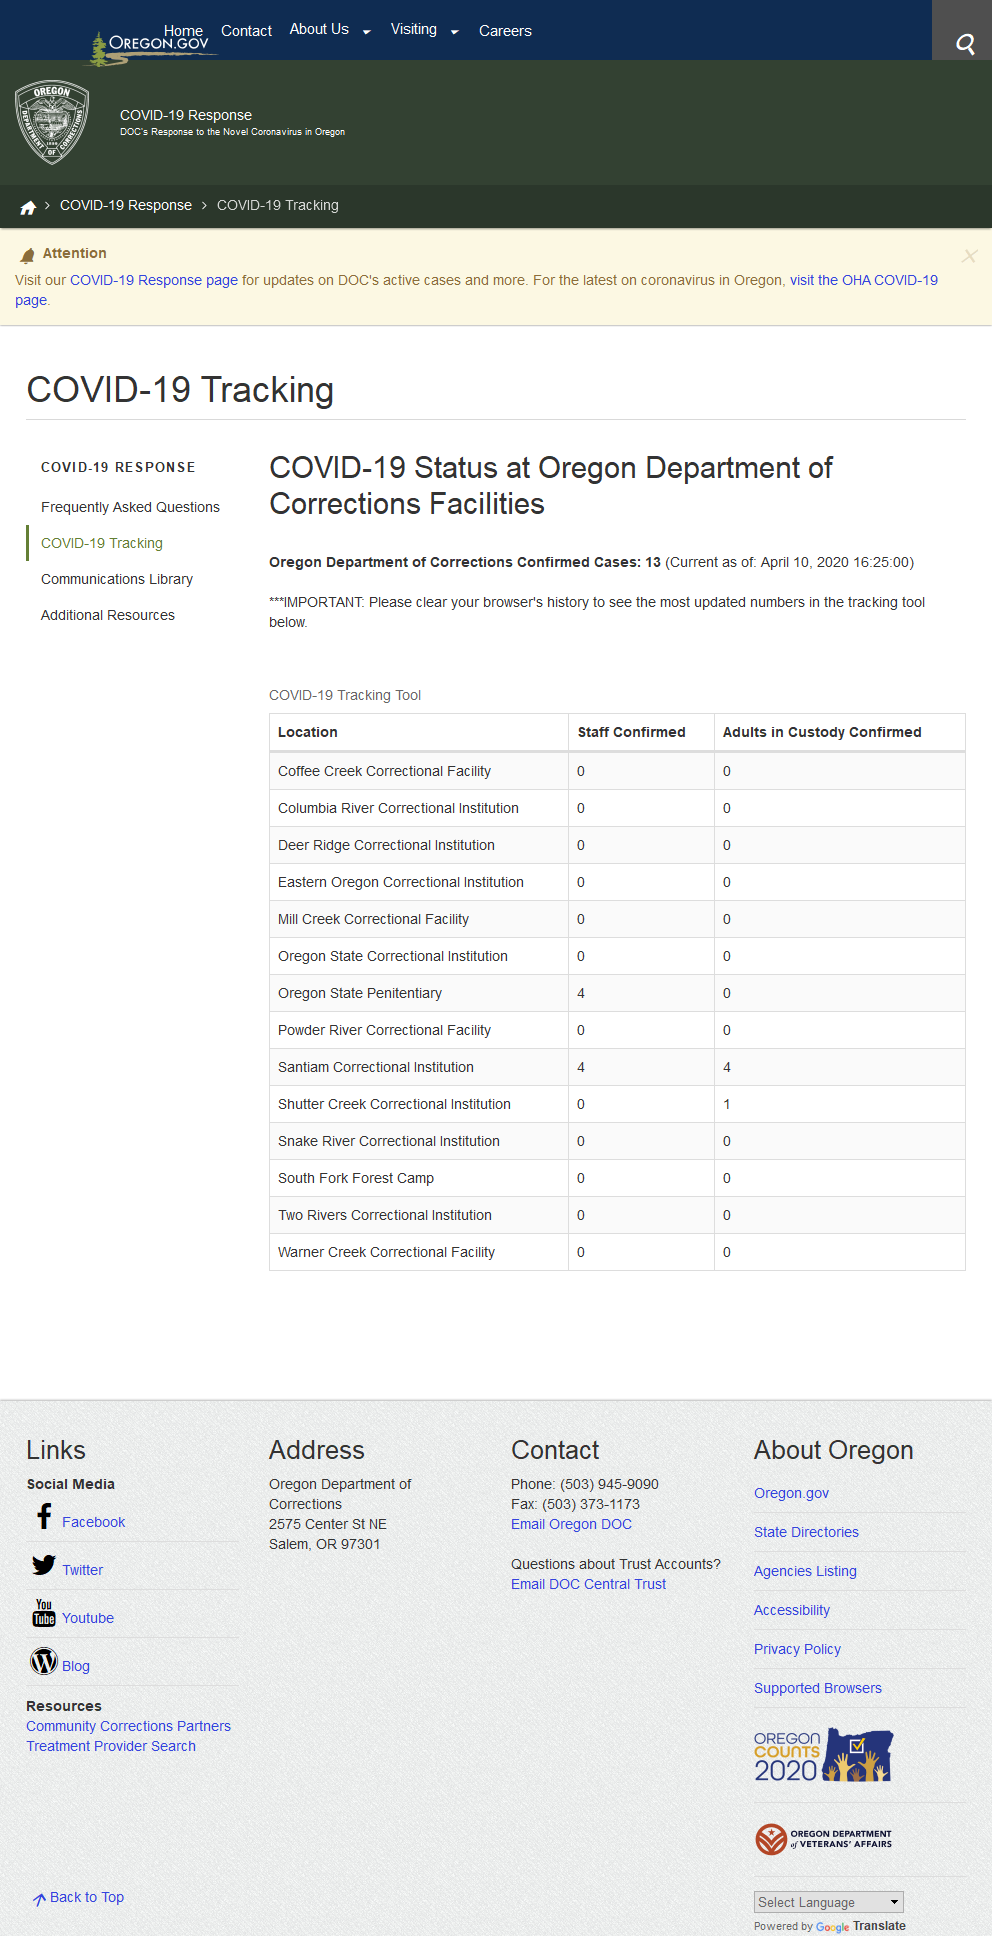 Home
Contact
About Us
Visiting
Careers
OREGON.GOV
OREGON
DEPARTMENT OF CORRECTIONS
COVID-19 Response
DOC's Response to the Novel Coronavirus in Oregon
COVID-19 Response > COVID-19 Tracking
Attention
Visit our COVID-19 Response page for updates on DOC's active cases and more. For the latest on coronavirus in Oregon, visit the OHA COVID-19
page.
COVID-19 Tracking
COVID-19 RESPONSE
Frequently Asked Questions
COVID-19 Tracking
Communications Library
Additional Resources
COVID-19 Status at Oregon Department of
Corrections Facilities
Oregon Department of Corrections Confirmed Cases: 13 (Current as of: April 10, 2020 16:25:00)
***IMPORTANT: Please clear your browser's history to see the most updated numbers in the tracking tool
below.
COVID-19 Tracking Tool
Location Staff Confirmed Adults in Custody Confirmed
Coffee Creek Correctional Facility 0 0
Columbia River Correctional Institution 0 0
Deer Ridge Correctional Institution 0 0
Eastern Oregon Correctional Institution 0 0
Mill Creek Correctional Facility 0 0
Oregon State Correctional Institution 0 0
Oregon State Penitentiary 4 0
Powder River Correctional Facility 0 0
Santiam Correctional Institution 4 4
Shutter Creek Correctional Institution 0 1
Snake River Correctional Institution 0 0
South Fork Forest Camp 0 0
Two Rivers Correctional Institution 0 0
Warner Creek Correctional Facility 0 0
Links
Social Media
Facebook
Twitter
You
Tube
Youtube
Blog
Resources
Community Corrections Partners
Treatment Provider Search
Back to Top
Address
Oregon Department of
Corrections
2575 Center St NE
Salem, OR 97301
Contact
Phone: (503) 945-9090
Fax: (503) 373-1173
Email Oregon DOC
Questions about Trust Accounts?
Email DOC Central Trust
About Oregon
Oregon.gov
State Directories
Agencies Listing
Accessibility
Privacy Policy
Supported Browsers
OREGON
COUNTS
2020
OREGON DEPARTMENT
of VETERANS' AFFAIRS
Select Language
Powered by Google Translate